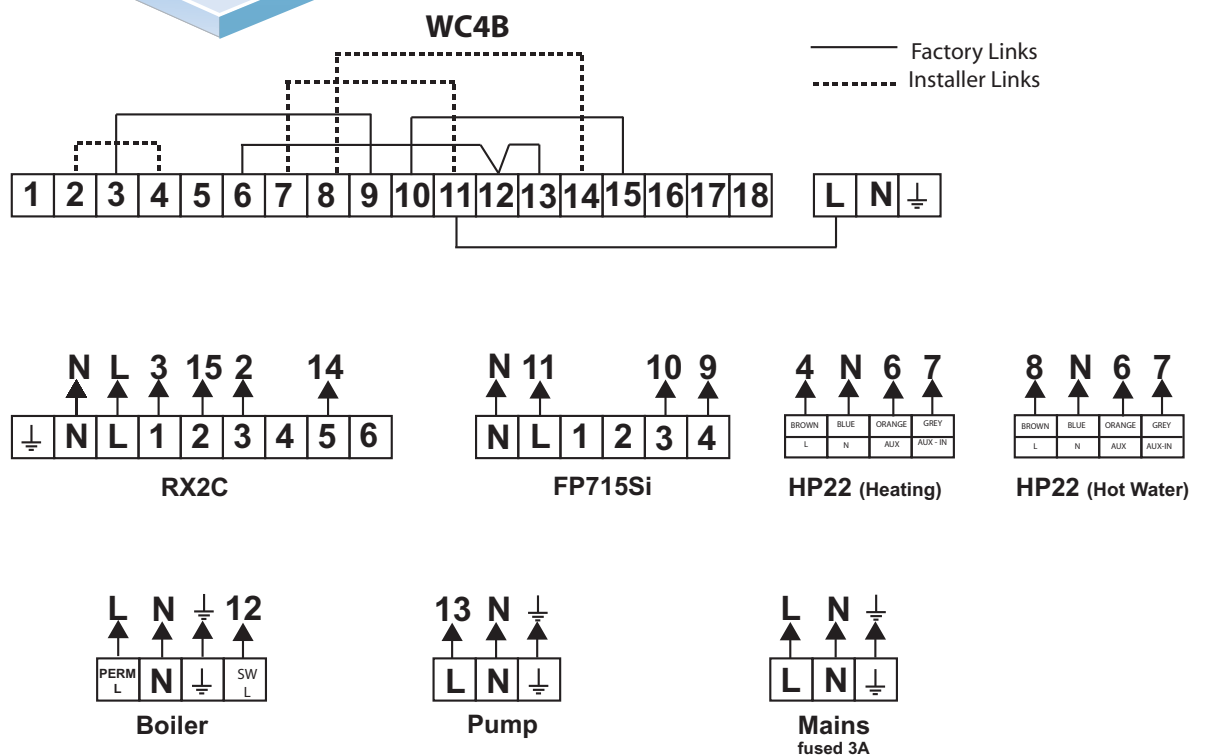 WC4B
Factory Links
Installer Links
1 2 3 4 5 6 7 8 9 10 11 12 13 14 15 16 17 18 L N
N L 3 15 2 14
N L 1 2 3 4 5 6
RX2C
N 11 10 9
N L 1 2 3 4
FP715Si
4 N 6 7
BROWN BLUE ORANGE GREY
L N AUX AUX - IN
HP22 (Heating)
8 N 6 7
BROWN BLUE ORANGE GREY
L N AUX AUX-IN
HP22 (Hot Water)
L N 12
PERM L N SW L
Boiler
13 N
L N
Pump
L N
L N
Mains
fused 3A